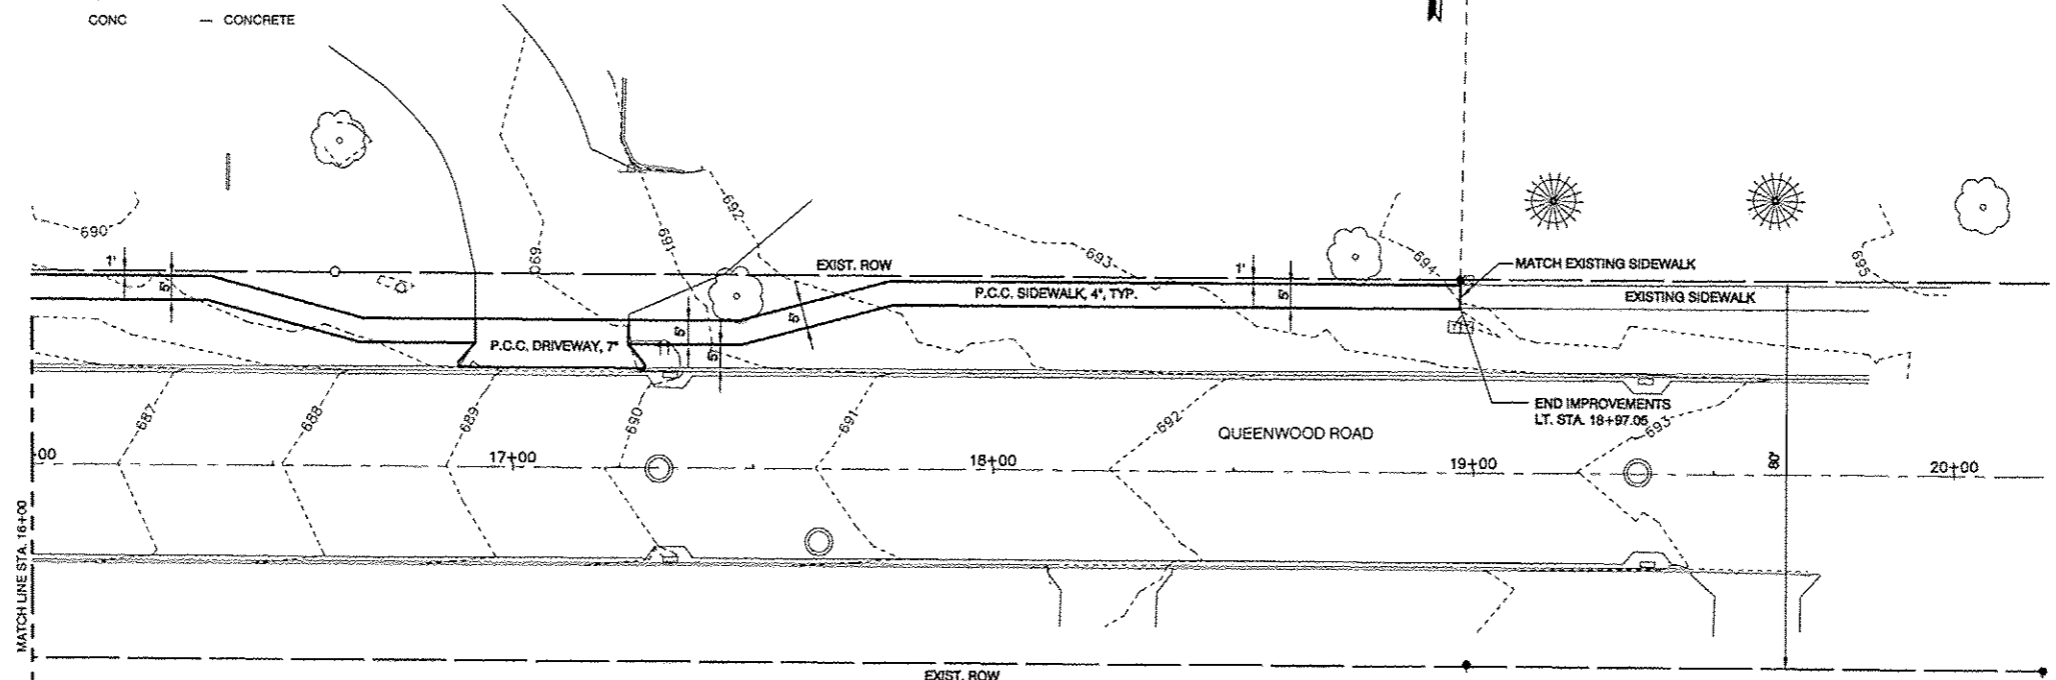 CONC — CONCRETE
690
1'
5'
690
691
692
EXIST. ROW
693
1'
5'
694
MATCH EXISTING SIDEWALK
695
P.C.C. SIDEWALK, 4", TYP.
EXISTING SIDEWALK
P.C.C. DRIVEWAY, 7"
5'
5'
5'
END IMPROVEMENTS
LT. STA. 18+97.05
687
688
689
690
691
692
693
QUEENWOOD ROAD
00
17+00
18+00
19+00
20+00
80'
MATCH LINE STA. 16+00
EXIST. ROW